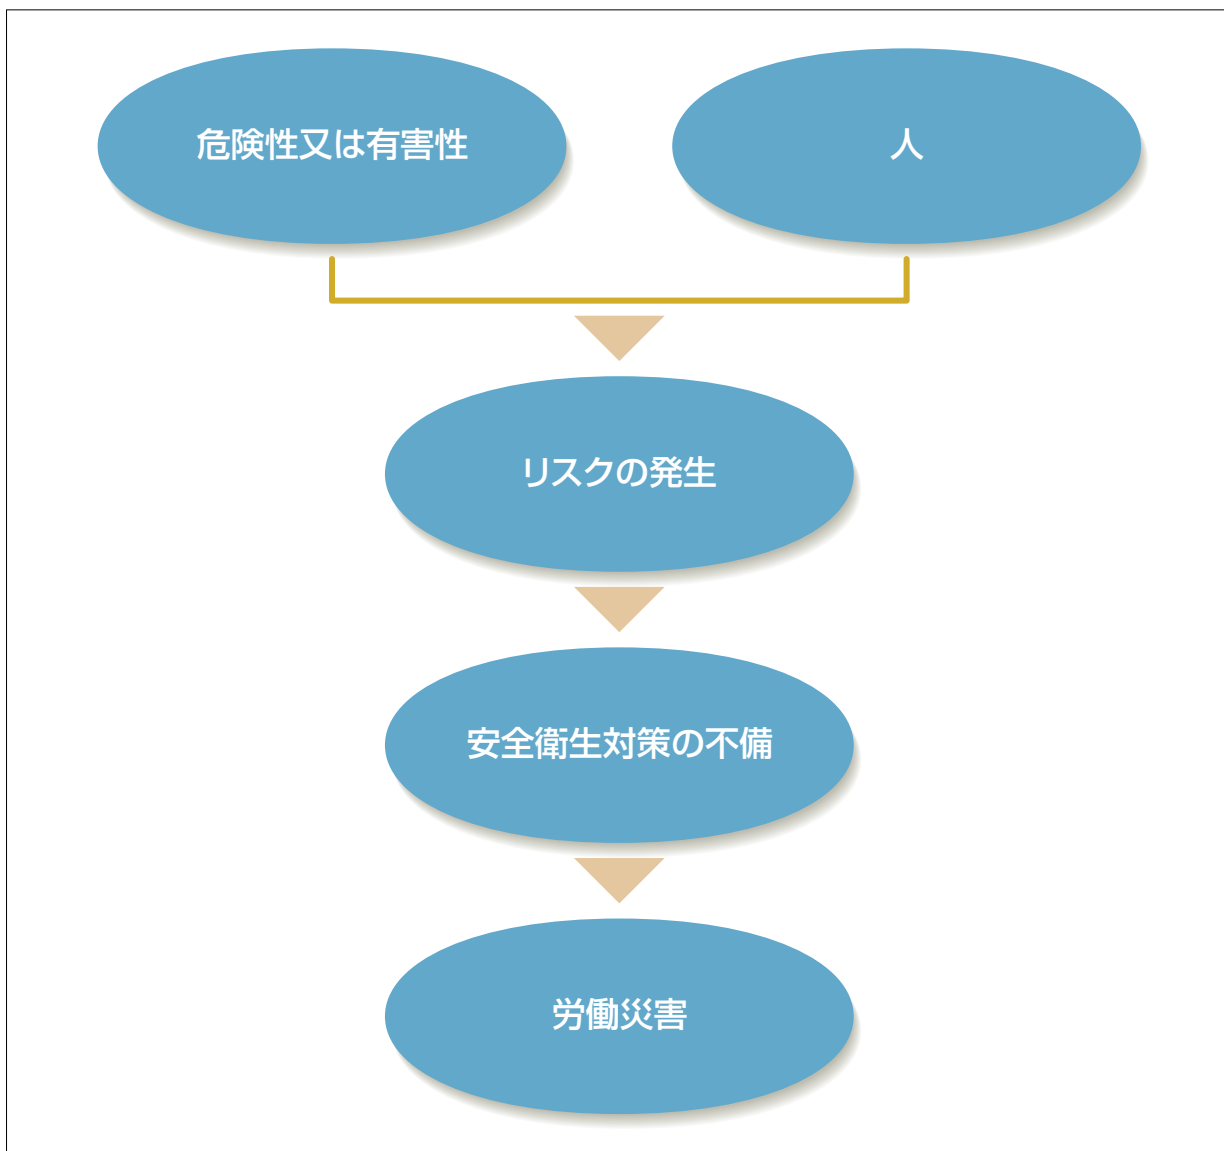 危険性又は有害性
人
リスクの発生
安全衛生対策の不備
労働災害